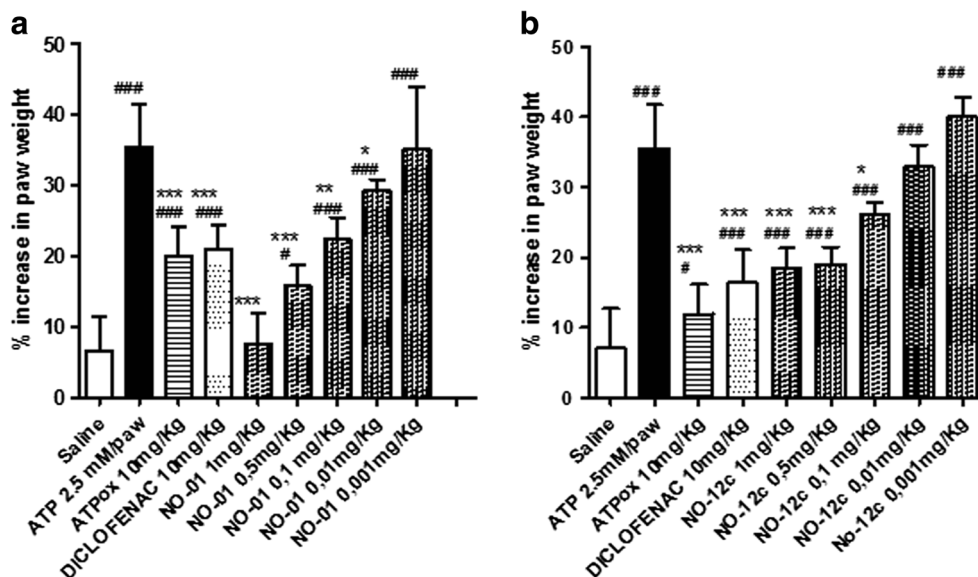 a
% increase in paw weight
50
40
30
20
10
0
###
***
###
***
###
***
***
#
**
###
*
###
###
Saline
ATP 2.5 mM/paw
ATPox 10mg/Kg
DICLOFENAC 10mg/Kg
NO-01 1mg/Kg
NO-01 0,5mg/Kg
NO-01 0,1 mg/Kg
NO-01 0,01mg/Kg
NO-01 0,001mg/Kg
b
% increase in paw weight
50
40
30
20
10
0
###
***
#
***
###
***
###
***
###
*
###
###
###
Saline
ATP 2.5mM/paw
ATPox 10mg/Kg
DICLOFENAC 10mg/Kg
NO-12c 1mg/Kg
NO-12c 0,5mg/Kg
NO-12c 0,1 mg/Kg
NO-12c 0,01mg/Kg
No-12c 0,001mg/Kg